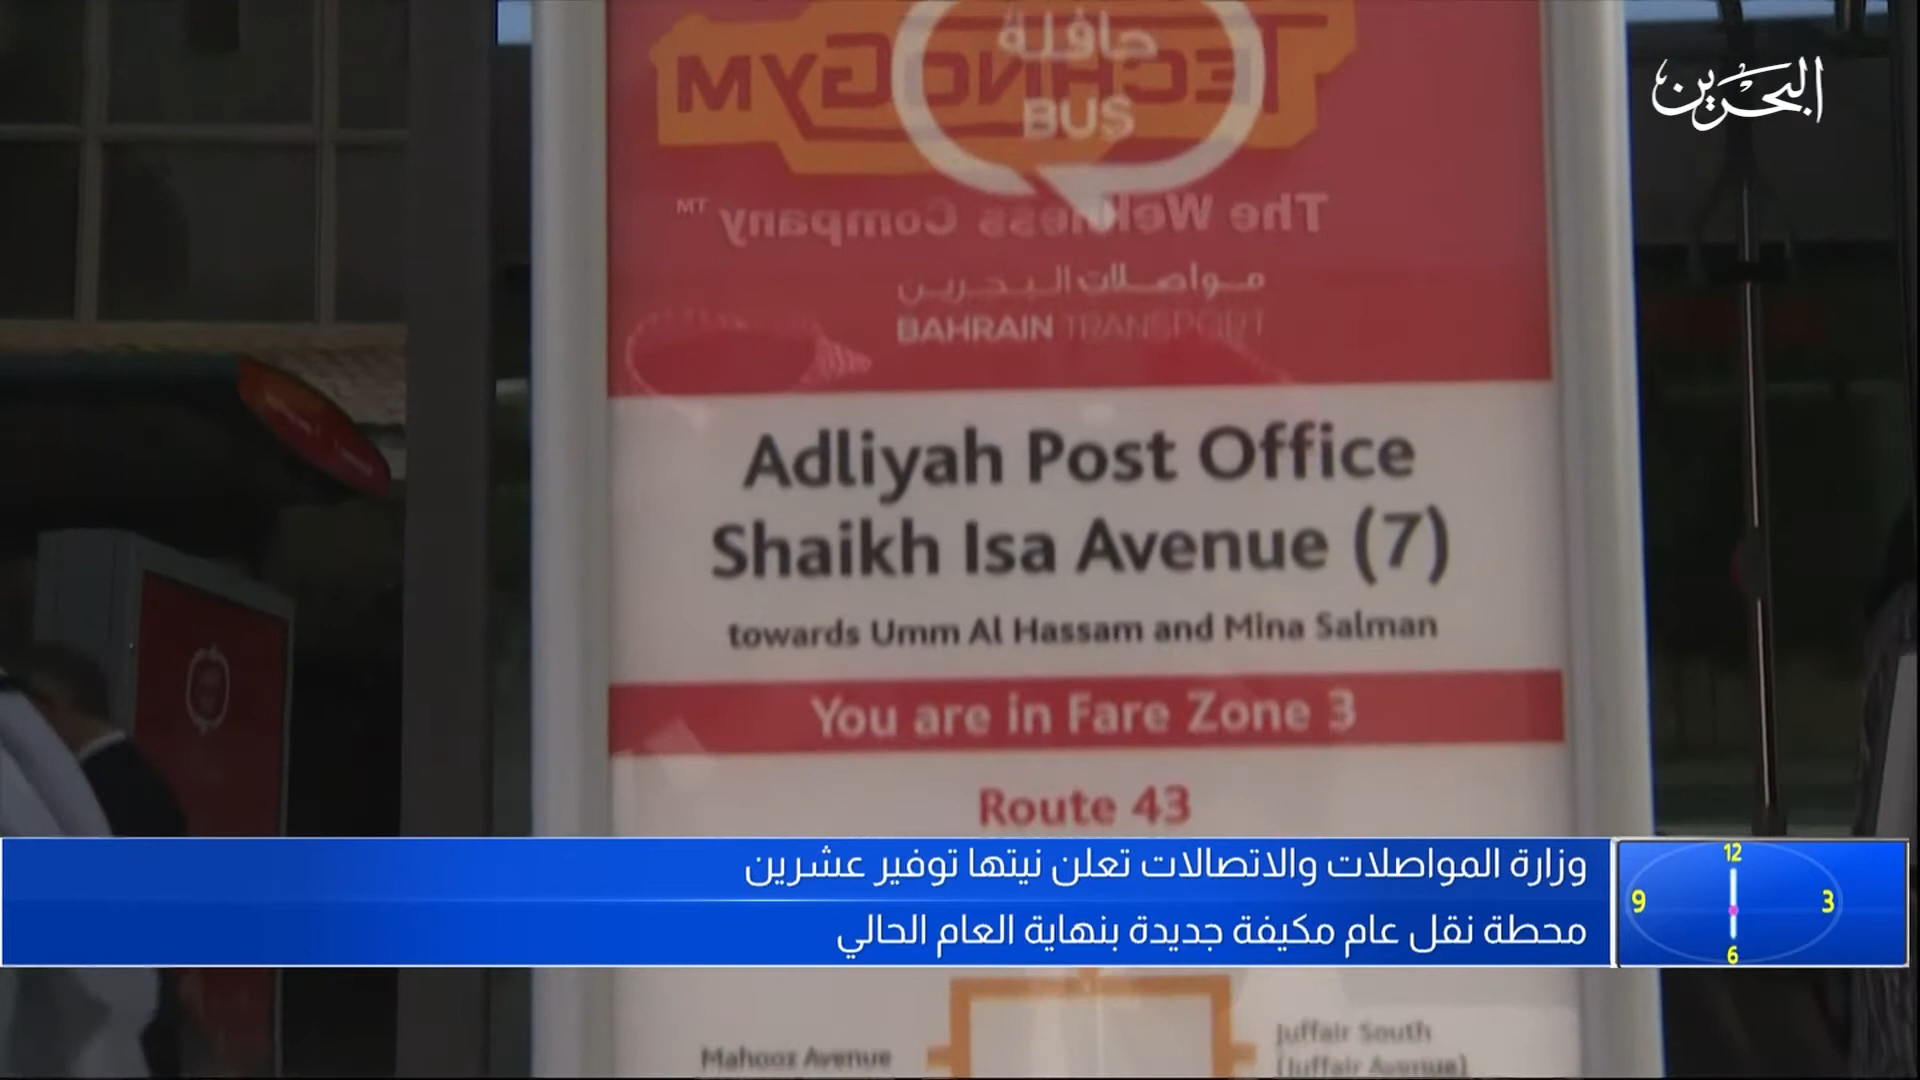 البحرين
حافلة
BUS
TECHNOGYM
The Wellness Company™
مواصلات البحرين
BAHRAIN TRANSPORT
Adliyah Post Office
Shaikh Isa Avenue (7)
towards Umm Al Hassam and Mina Salman
You are in Fare Zone 3
Route 43
وزارة المواصلات والاتصالات تعلن نيتها توفير عشرين
محطة نقل عام مكيفة جديدة بنهاية العام الحالي
12
9
3
6
Mahooz Avenue
Juffair South
(Juffair Avenue)